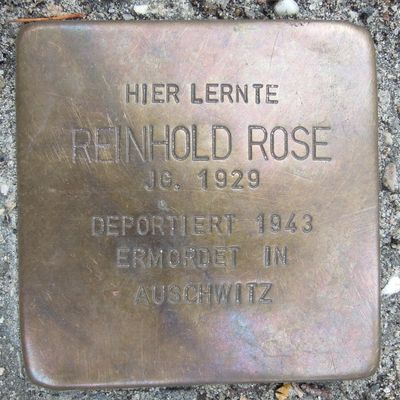 HIER LERNTE
REINHOLD ROSE
JG. 1929
DEPORTIERT 1943
ERMORDET IN
AUSCHWITZ